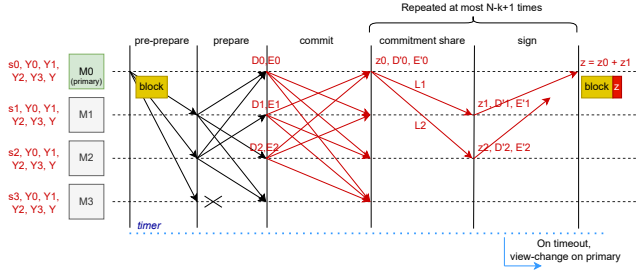 Repeated at most N-k+1 times
pre-prepare
prepare
commit
commitment share
sign
s0, Y0, Y1,
Y2, Y3, Y
M0
(primary)
block
D0,E0
z0, D'0, E'0
z = z0 + z1
block
z
L1
s1, Y0, Y1,
Y2, Y3, Y
M1
D1,E1
z1, D'1, E'1
L2
s2, Y0, Y1,
Y2, Y3, Y
M2
D2,E2
z2, D'2, E'2
s3, Y0, Y1,
Y2, Y3, Y
M3
timer
On timeout,
view-change on primary